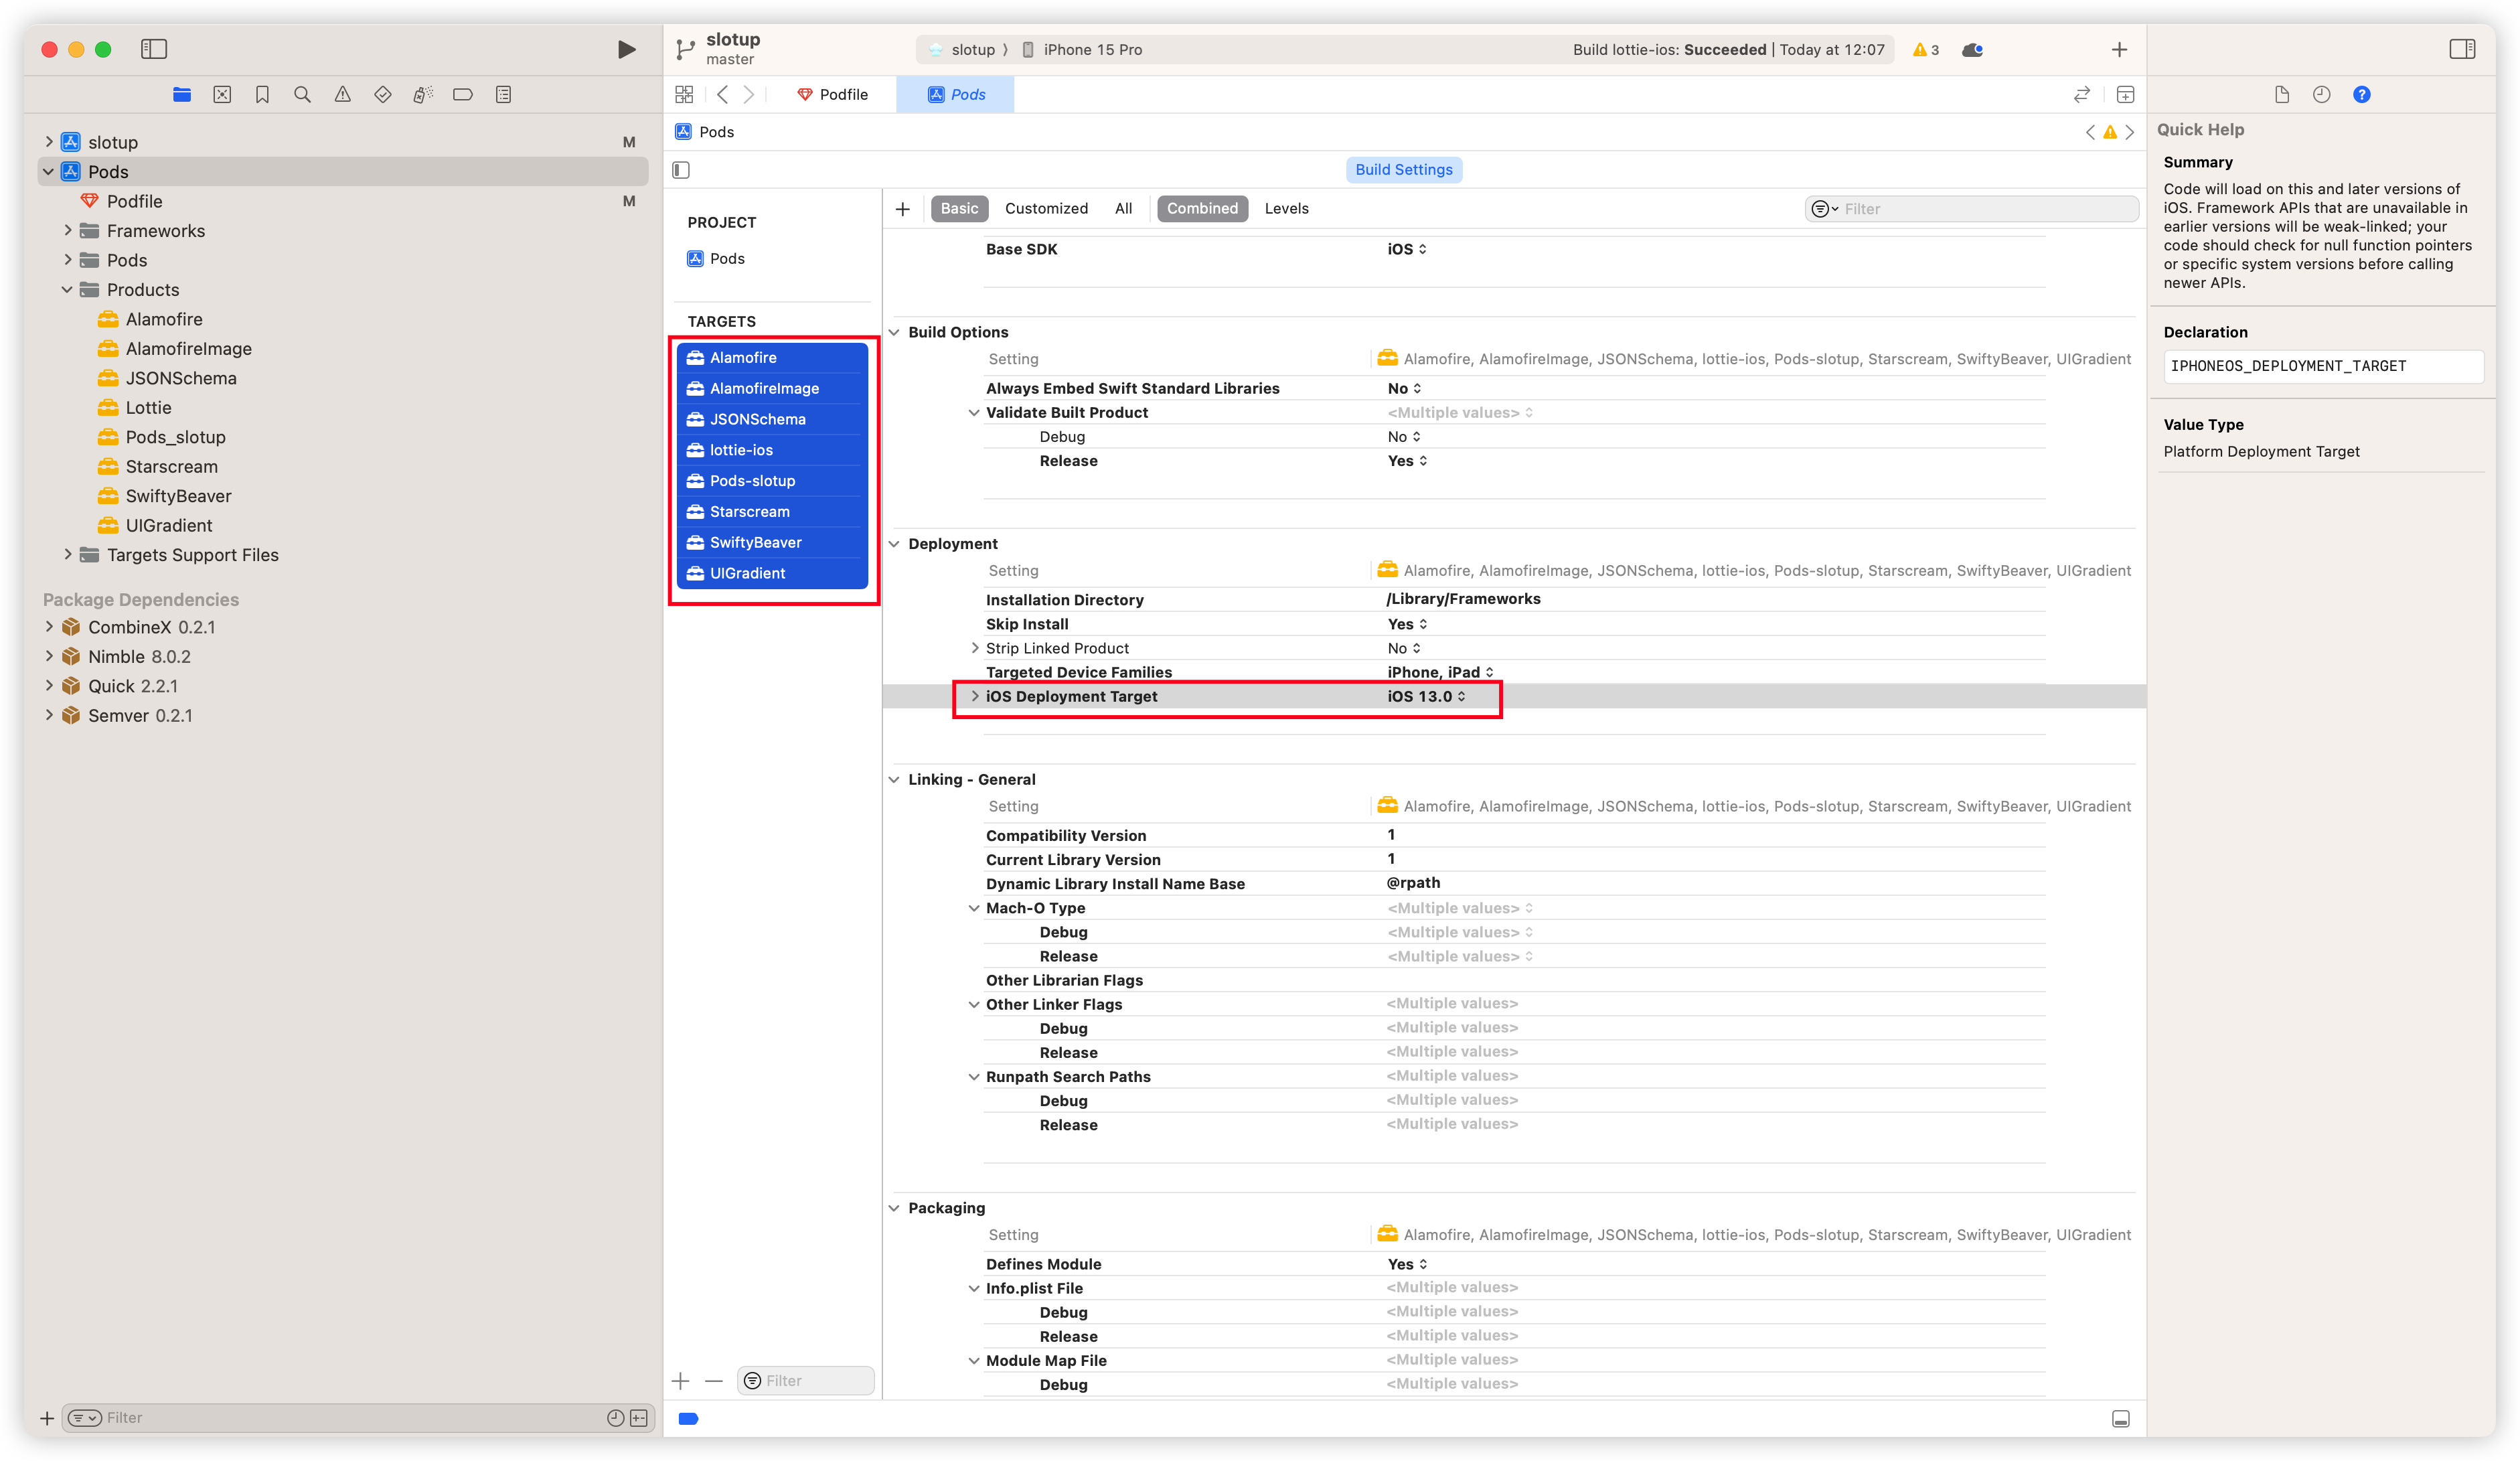 slotup
master
slotup
iPhone 15 Pro
Build lottie-ios: Succeeded | Today at 12:07
3
Podfile
Pods
Pods
Build Settings
slotup M
Pods
Podfile M
Frameworks
Pods
Products
Alamofire
AlamofireImage
JSONSchema
Lottie
Pods_slotup
Starscream
SwiftyBeaver
UIGradient
Targets Support Files
Package Dependencies
CombineX 0.2.1
Nimble 8.0.2
Quick 2.2.1
Semver 0.2.1
Filter
PROJECT
Pods
TARGETS
Alamofire
AlamofireImage
JSONSchema
lottie-ios
Pods-slotup
Starscream
SwiftyBeaver
UIGradient
Filter
Basic Customized All Combined Levels
Filter
Base SDK iOS
Build Options
Setting Alamofire, AlamofireImage, JSONSchema, lottie-ios, Pods-slotup, Starscream, SwiftyBeaver, UIGradient
Always Embed Swift Standard Libraries No
Validate Built Product <Multiple values>
Debug No
Release Yes
Deployment
Setting Alamofire, AlamofireImage, JSONSchema, lottie-ios, Pods-slotup, Starscream, SwiftyBeaver, UIGradient
Installation Directory /Library/Frameworks
Skip Install Yes
Strip Linked Product No
Targeted Device Families iPhone, iPad
iOS Deployment Target iOS 13.0
Linking - General
Setting Alamofire, AlamofireImage, JSONSchema, lottie-ios, Pods-slotup, Starscream, SwiftyBeaver, UIGradient
Compatibility Version 1
Current Library Version 1
Dynamic Library Install Name Base @rpath
Mach-O Type <Multiple values>
Debug <Multiple values>
Release <Multiple values>
Other Librarian Flags
Other Linker Flags <Multiple values>
Debug <Multiple values>
Release <Multiple values>
Runpath Search Paths <Multiple values>
Debug <Multiple values>
Release <Multiple values>
Packaging
Setting Alamofire, AlamofireImage, JSONSchema, lottie-ios, Pods-slotup, Starscream, SwiftyBeaver, UIGradient
Defines Module Yes
Info.plist File <Multiple values>
Debug <Multiple values>
Release <Multiple values>
Module Map File <Multiple values>
Debug <Multiple values>
Quick Help
Summary
Code will load on this and later versions of
iOS. Framework APIs that are unavailable in
earlier versions will be weak-linked; your
code should check for null function pointers
or specific system versions before calling
newer APIs.
Declaration
IPHONEOS_DEPLOYMENT_TARGET
Value Type
Platform Deployment Target